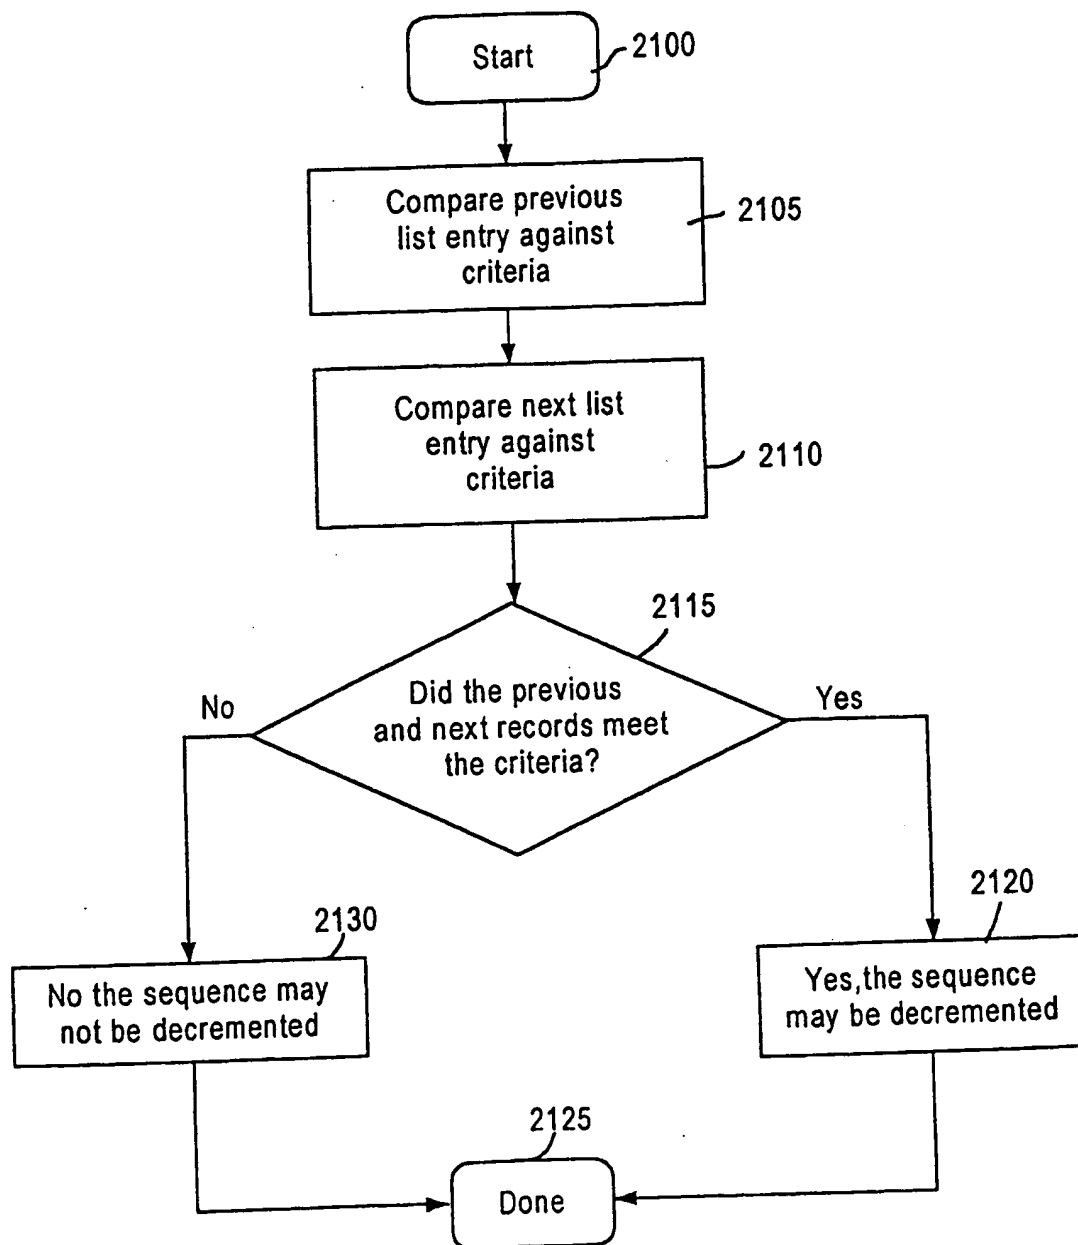 Start
2100
Compare previous
list entry against
criteria
2105
Compare next list
entry against
criteria
2110
2115
Did the previous
and next records meet
the criteria?
No
Yes
2130
No the sequence may
not be decremented
2120
Yes,the sequence
may be decremented
2125
Done